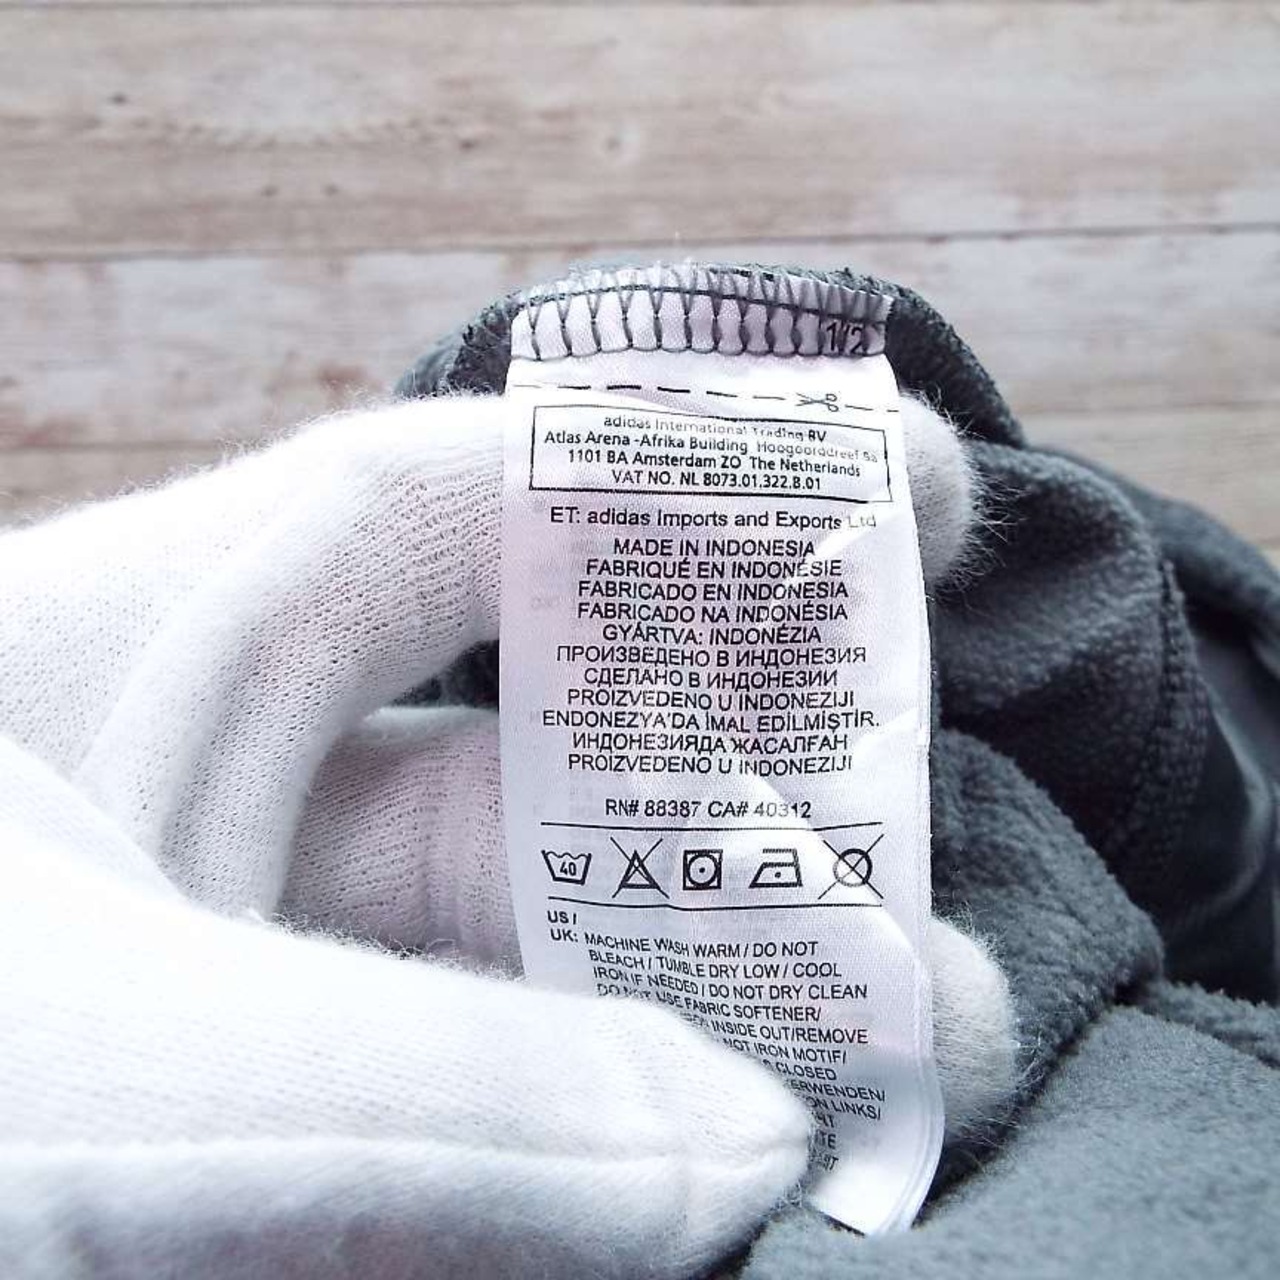 1/2
adidas International Trading BV
Atlas Arena -Afrika Building Hoogoorddreef 9a
1101 BA Amsterdam ZO The Netherlands
VAT NO. NL 8073.01.322.B.01
ET: adidas Imports and Exports Ltd
MADE IN INDONESIA
FABRIQUÉ EN INDONÉSIE
FABRICADO EN INDONESIA
FABRICADO NA INDONÉSIA
GYÁRTVA: INDONÉZIA
ПРОИЗВЕДЕНО В ИНДОНЕЗИЯ
СДЕЛАНО В ИНДОНЕЗИИ
PROIZVEDENO U INDONEZIJI
ENDONEZYA'DA İMAL EDİLMİŞTİR.
ИНДОНЕЗИЯДА ЖАСАЛҒАН
PROIZVEDENO U INDONEZIJI
RN# 88387 CA# 40312
40
US /
UK: MACHINE WASH WARM / DO NOT
BLEACH / TUMBLE DRY LOW / COOL
IRON IF NEEDED / DO NOT DRY CLEAN
DO NOT USE FABRIC SOFTENER/
INSIDE OUT/REMOVE
NOT IRON MOTIF/
CLOSED
LINKS/